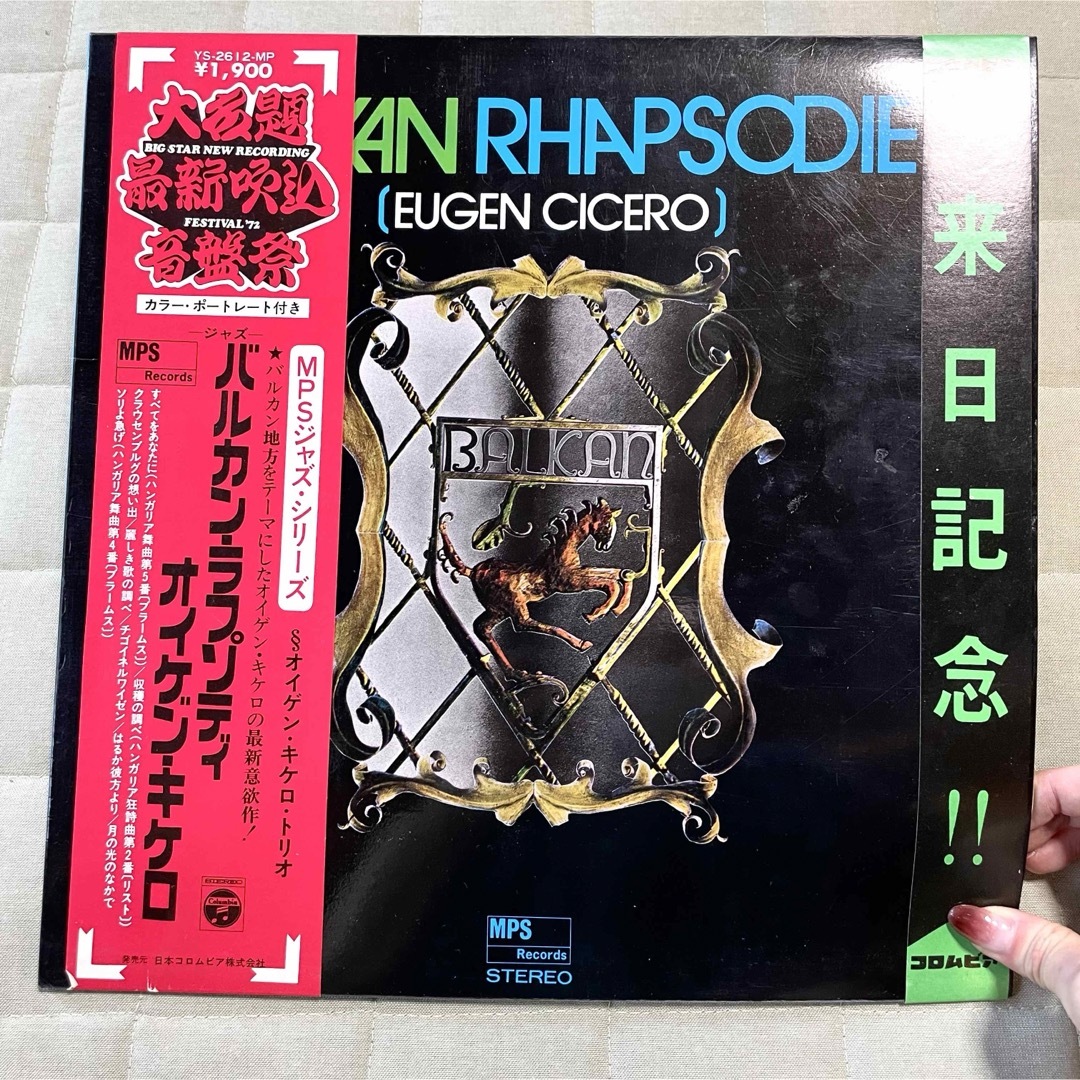 YS-2612-MP
¥1,900
大名題
BIG STAR NEW RECORDING
最新吹込
FESTIVAL '72
音盤祭
カラー・ポートレート付き
—ジャズ—
MPS
Records
MPSジャズ・シリーズ
§オイゲン・キケロ・トリオ
★バルカン地方をテーマにしたオイゲン・キケロの最新意欲作!
バルカン・ラプソディ
オイゲン・キケロ
すべてをあなたに(ハンガリア舞曲第5番〔ブラームス〕)/収穫の調べ(ハンガリア狂詩曲第2番〔リスト〕)
クラウセンブルグの想い出/麗しき歌の調べ/チゴイネルワイゼン/はるか彼方より/月の光のなかで
ソリよ急げ(ハンガリア舞曲第4番〔ブラームス〕)
STEREO
Columbia
発売元 日本コロムビア株式会社
RHAPSODIE
(EUGEN CICERO)
BALKAN
MPS
Records
STEREO
来日記念!!
コロムビア